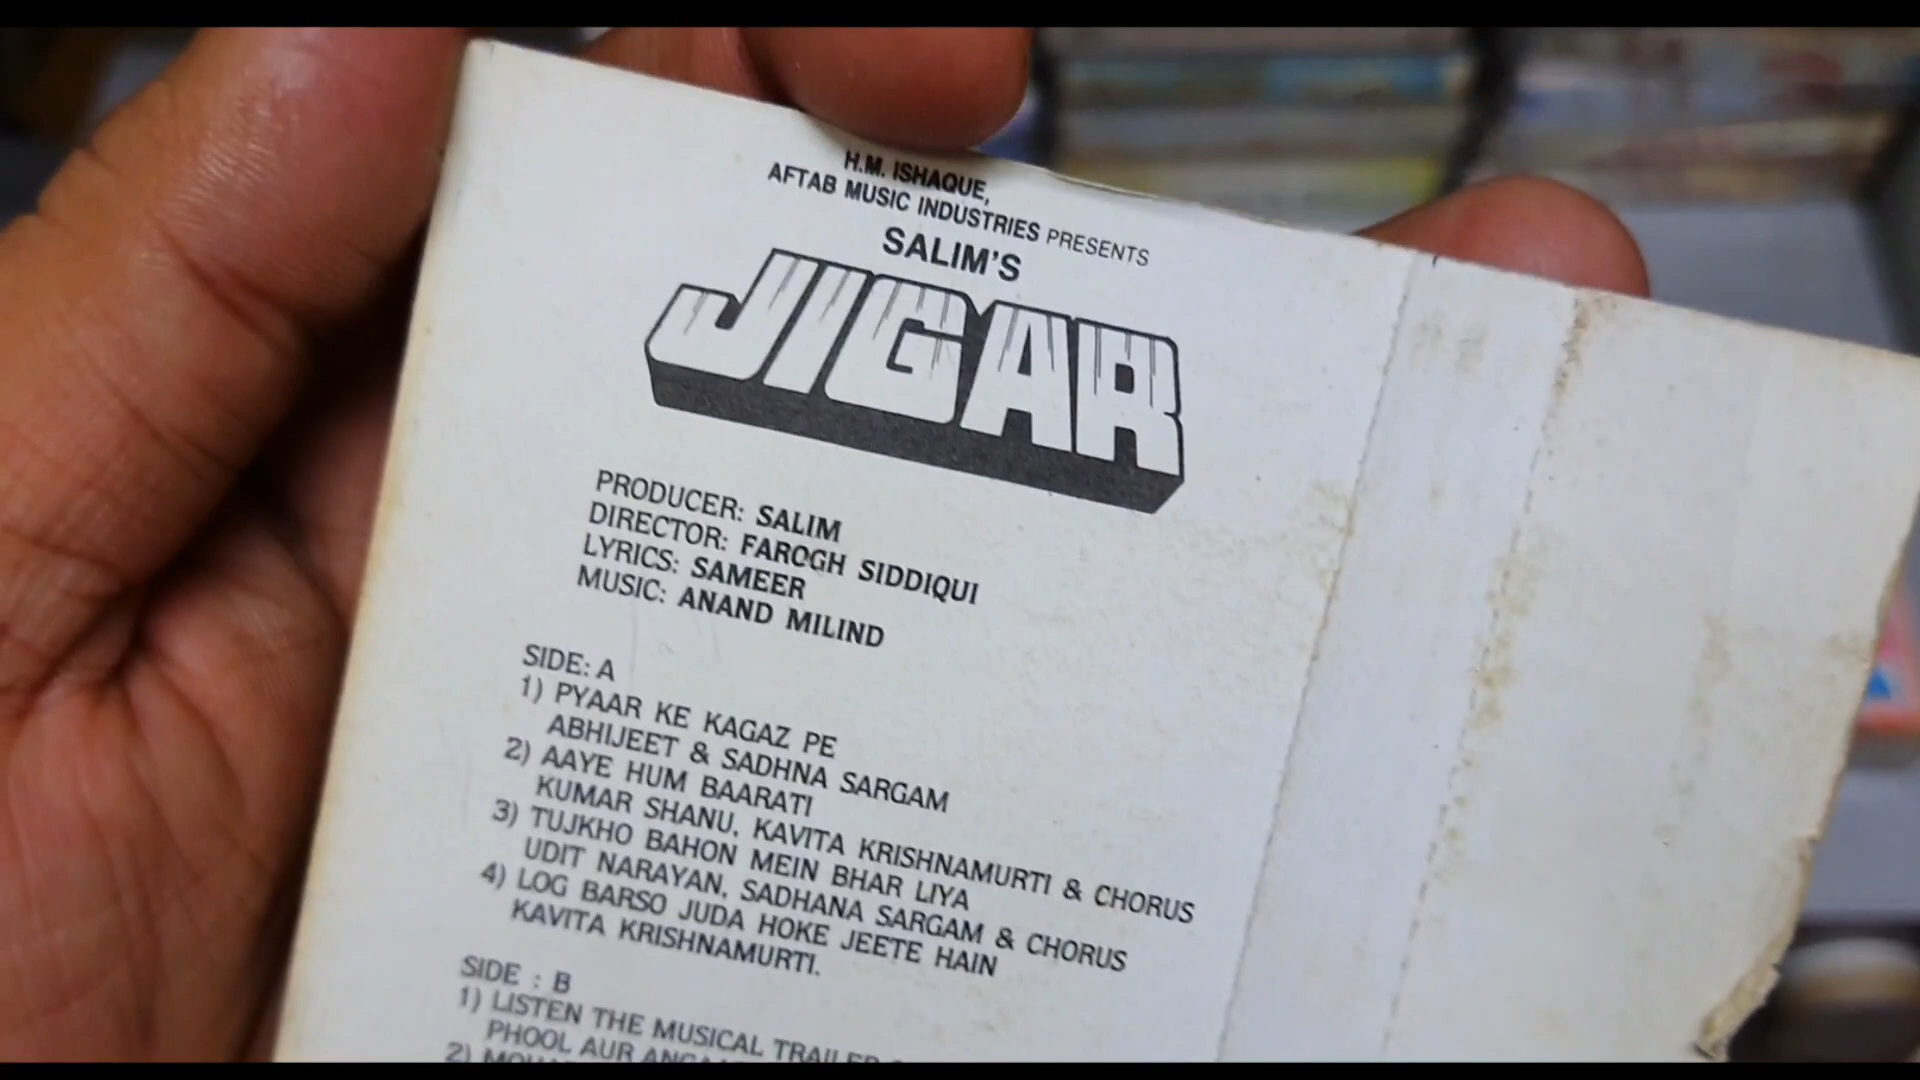 H.M. ISHAQUE,
AFTAB MUSIC INDUSTRIES PRESENTS
SALIM'S
JIGAR
PRODUCER: SALIM
DIRECTOR: FAROGH SIDDIQUI
LYRICS: SAMEER
MUSIC: ANAND MILIND
SIDE: A
1) PYAAR KE KAGAZ PE
ABHIJEET & SADHNA SARGAM
2) AAYE HUM BAARATI
KUMAR SHANU, KAVITA KRISHNAMURTI & CHORUS
3) TUJKHO BAHON MEIN BHAR LIYA
UDIT NARAYAN, SADHANA SARGAM & CHORUS
4) LOG BARSO JUDA HOKE JEETE HAIN
KAVITA KRISHNAMURTI.
SIDE : B
1) LISTEN THE MUSICAL TRAILER
PHOOL AUR
2)